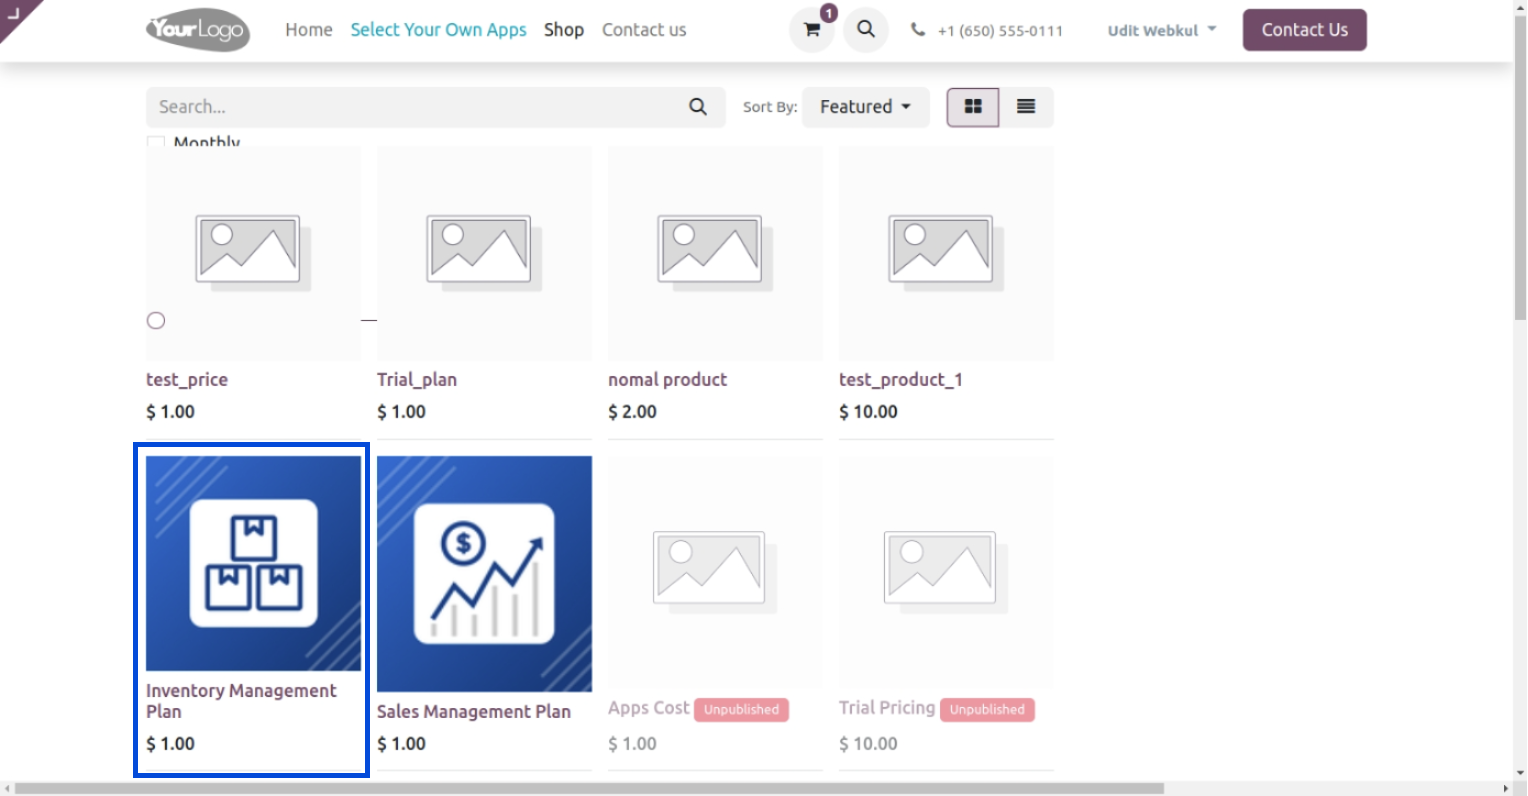 YourLogo
Home Select Your Own Apps Shop Contact us 1 +1 (650) 555-0111 Udit Webkul Contact Us
Search... Sort By: Featured
Monthly
test_price Trial_plan nomal product test_product_1
$ 1.00 $ 1.00 $ 2.00 $ 10.00
$
Inventory Management
Plan
$ 1.00
Sales Management Plan
$ 1.00
Apps Cost Unpublished
$ 1.00
Trial Pricing Unpublished
$ 10.00